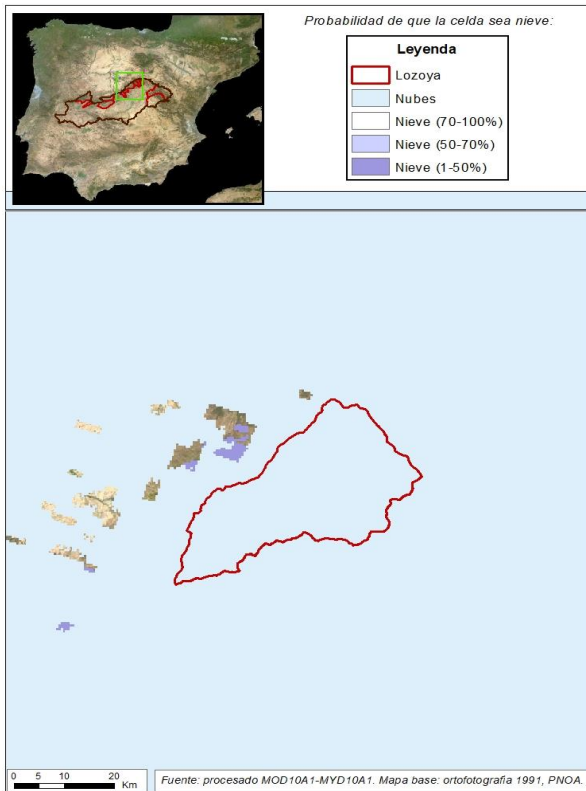 Probabilidad de que la celda sea nieve:
Leyenda
Lozoya
Nubes
Nieve (70-100%)
Nieve (50-70%)
Nieve (1-50%)
0 5 10 20
Km
Fuente: procesado MOD10A1-MYD10A1. Mapa base: ortofotografía 1991, PNOA.